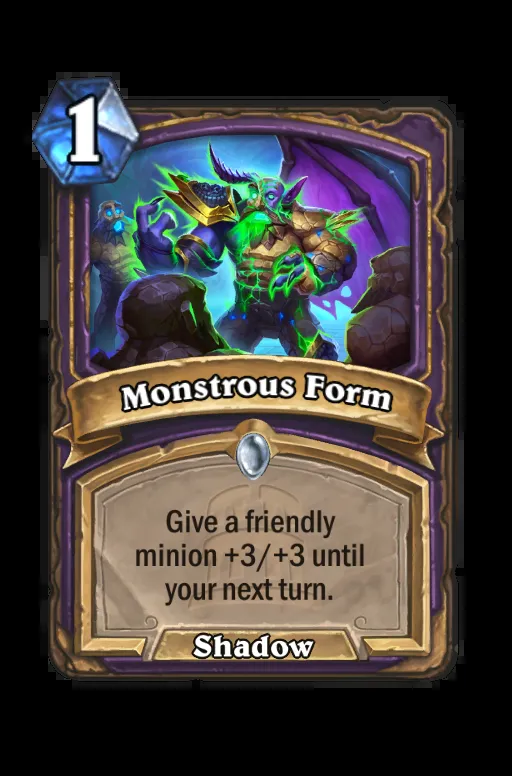 1
Monstrous Form
Give a friendly
minion +3/+3 until
your next turn.
Shadow